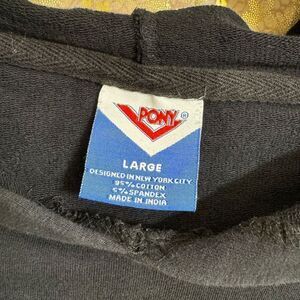 PONY ®
LARGE
DESIGNED IN NEW YORK CITY
95% COTTON
5% SPANDEX
MADE IN INDIA